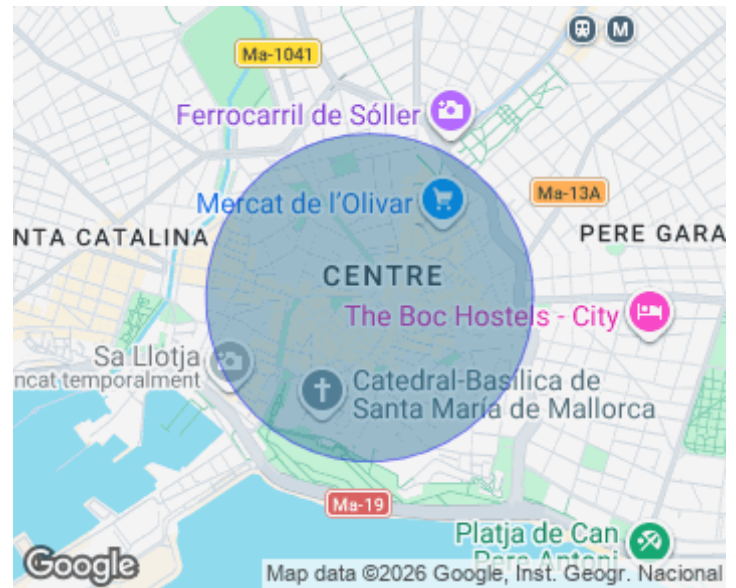 Ma-1041
M
Ferrocarril de Sóller
Mercat de l'Olivar
Ma-13A
NTA CATALINA
PERE GARA
CENTRE
The Boc Hostels - City
Sa Llotja
ncat temporalment
Catedral-Basílica de
Santa María de Mallorca
Ma-19
Platja de Can
Pere Antoni
Google
Map data ©2026 Google, Inst. Geogr. Nacional